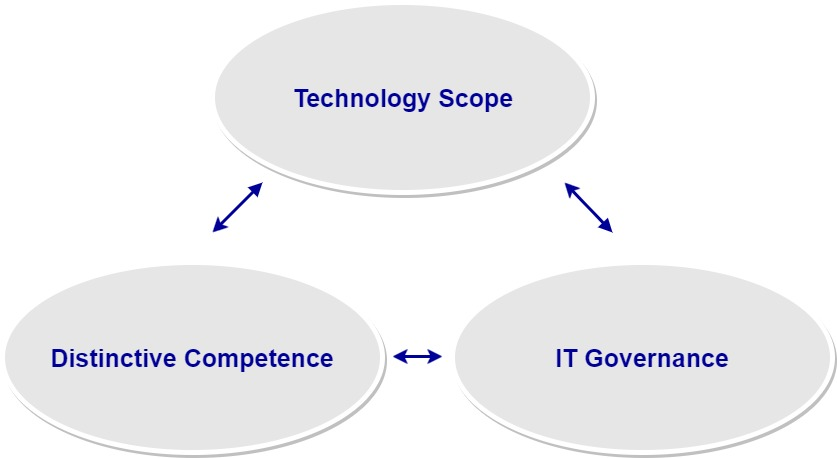 Technology Scope
Distinctive Competence
IT Governance